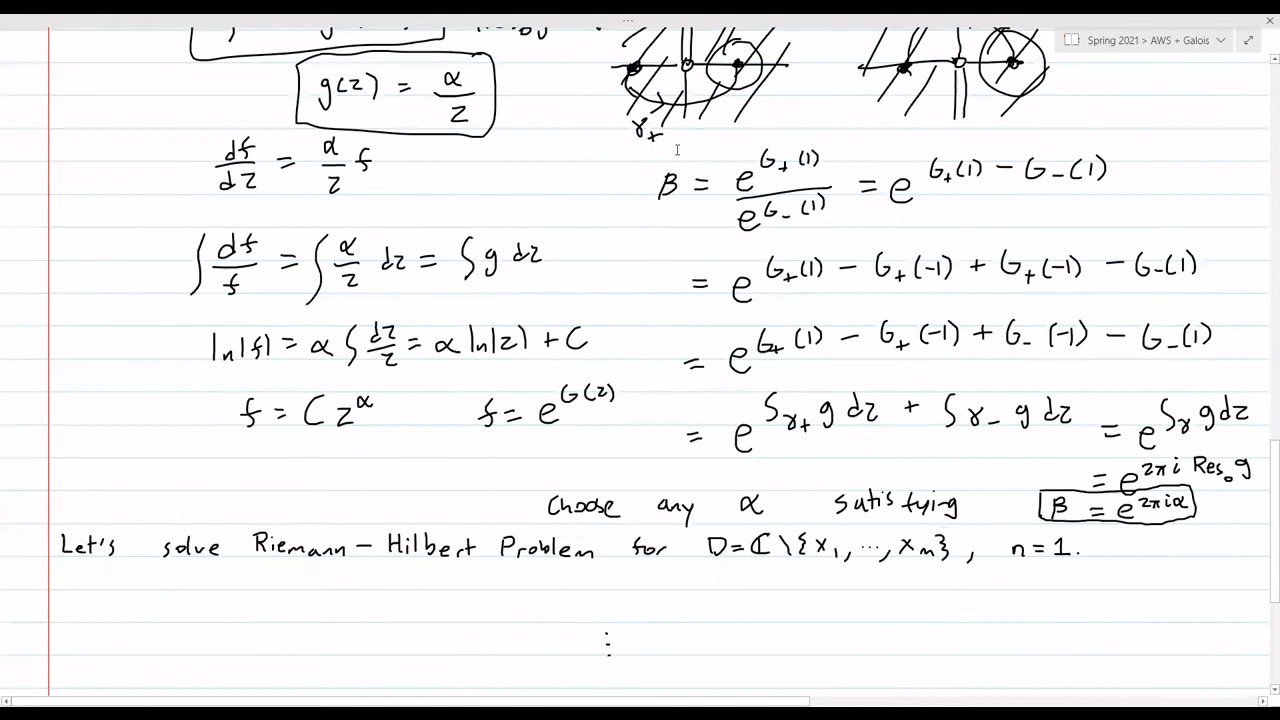 Spring 2021 > AWS + Galois
g(z) = α/z
γ₊
df/dz = α/z f
β = e^{G₊(1)}/e^{G₋(1)} = e^{G₊(1) − G₋(1)}
∫ df/f = ∫ α/z dz = ∫ g dz
= e^{G₊(1) − G₊(-1) + G₊(-1) − G₋(1)}
ln|f| = α ∫ dz/z = α ln|z| + C
= e^{G₊(1) − G₊(-1) + G₋(-1) − G₋(1)}
f = C z^α f = e^{G(z)}
= e^{∫_{γ₊} g dz + ∫_{γ₋} g dz} = e^{∫_γ g dz}
= e^{2πi Res₀ g}
Choose any α satisfying β = e^{2πiα}
Let's solve Riemann-Hilbert Problem for D = ℂ \ {x₁, ..., xₘ}, n = 1.
⋮